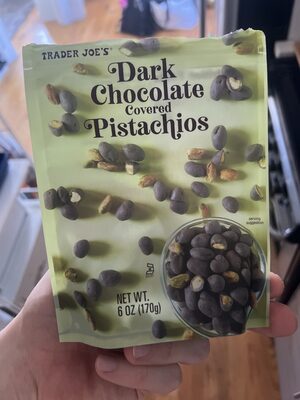 TRADER JOE'S®
Dark
Chocolate
Covered
Pistachios
serving
suggestion
NET WT.
6 OZ (170g)